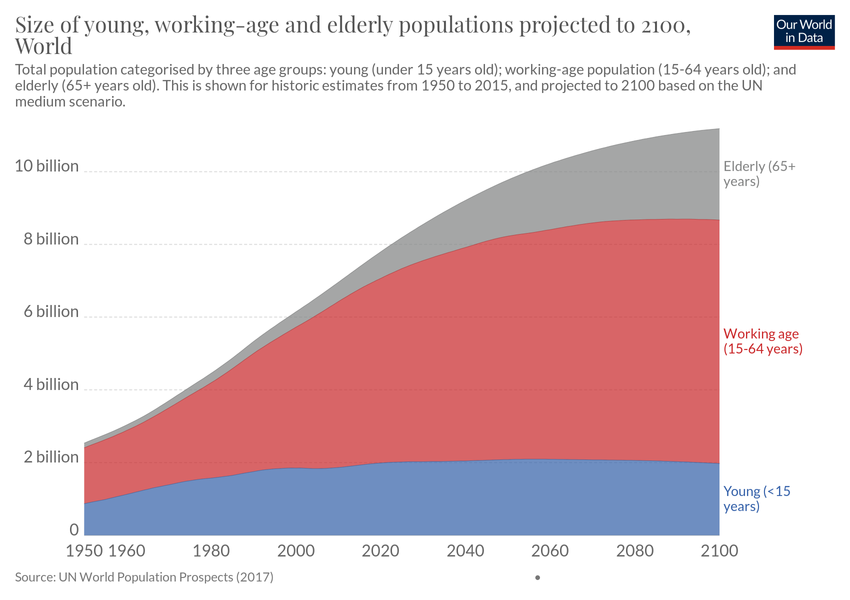 Size of young, working-age and elderly populations projected to 2100,
World
Our World
in Data
Total population categorised by three age groups: young (under 15 years old); working-age population (15-64 years old); and
elderly (65+ years old). This is shown for historic estimates from 1950 to 2015, and projected to 2100 based on the UN
medium scenario.
10 billion
8 billion
6 billion
4 billion
2 billion
0
Elderly (65+
years)
Working age
(15-64 years)
Young (<15
years)
1950 1960 1980 2000 2020 2040 2060 2080 2100
Source: UN World Population Prospects (2017)